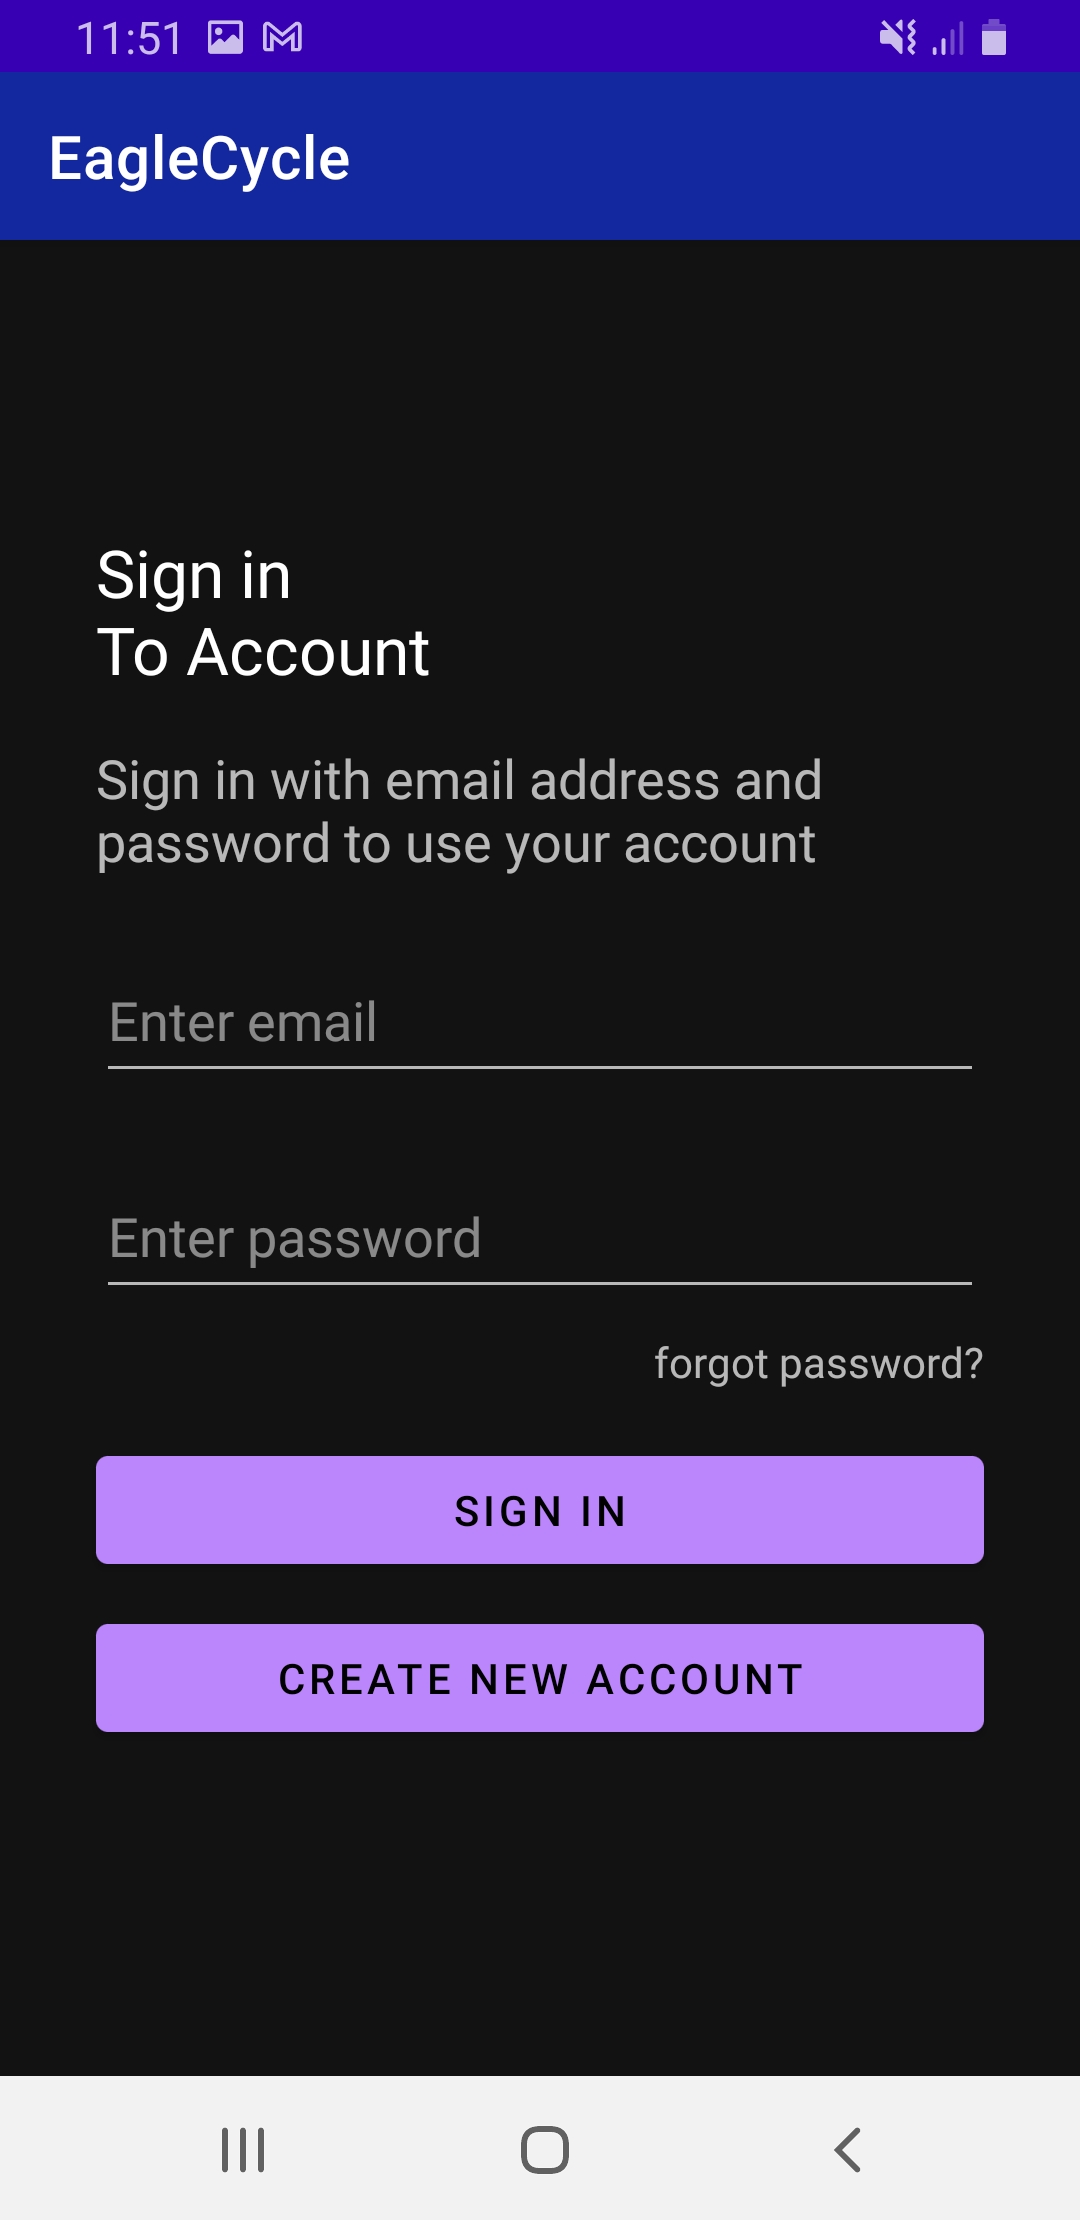 11:51
EagleCycle
Sign in
To Account
Sign in with email address and
password to use your account
Enter email
Enter password
forgot password?
SIGN IN
CREATE NEW ACCOUNT